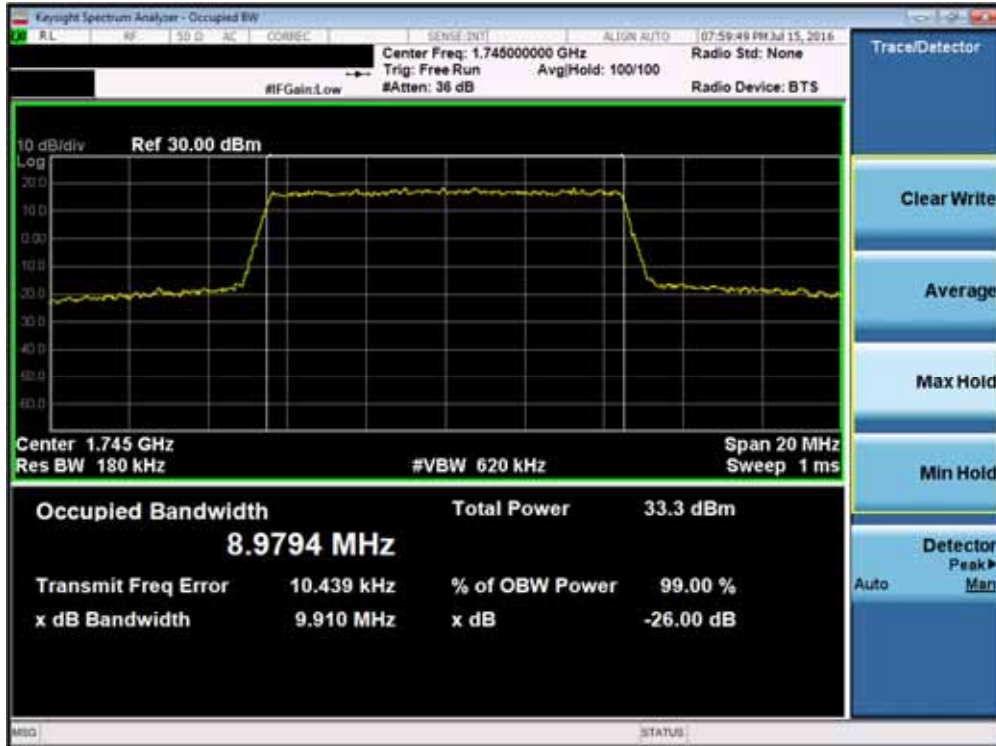 Keysight Spectrum Analyzer - Occupied BW
RL RF 50 Ω AC CORREC SENSE:INT ALIGN AUTO 07:59:49 PM Jul 15, 2016
Center Freq: 1.745000000 GHz Radio Std: None
Trig: Free Run Avg|Hold: 100/100
#IFGain:Low #Atten: 36 dB Radio Device: BTS
10 dB/div Ref 30.00 dBm
Log
20.0
10.0
0.00
-10.0
-20.0
-30.0
-40.0
-50.0
-60.0
Center 1.745 GHz Span 20 MHz
Res BW 180 kHz #VBW 620 kHz Sweep 1 ms
Occupied Bandwidth Total Power 33.3 dBm
8.9794 MHz
Transmit Freq Error 10.439 kHz % of OBW Power 99.00 %
x dB Bandwidth 9.910 MHz x dB -26.00 dB
MSG STATUS
Trace/Detector
Clear Write
Average
Max Hold
Min Hold
Detector
Peak▶
Auto Man